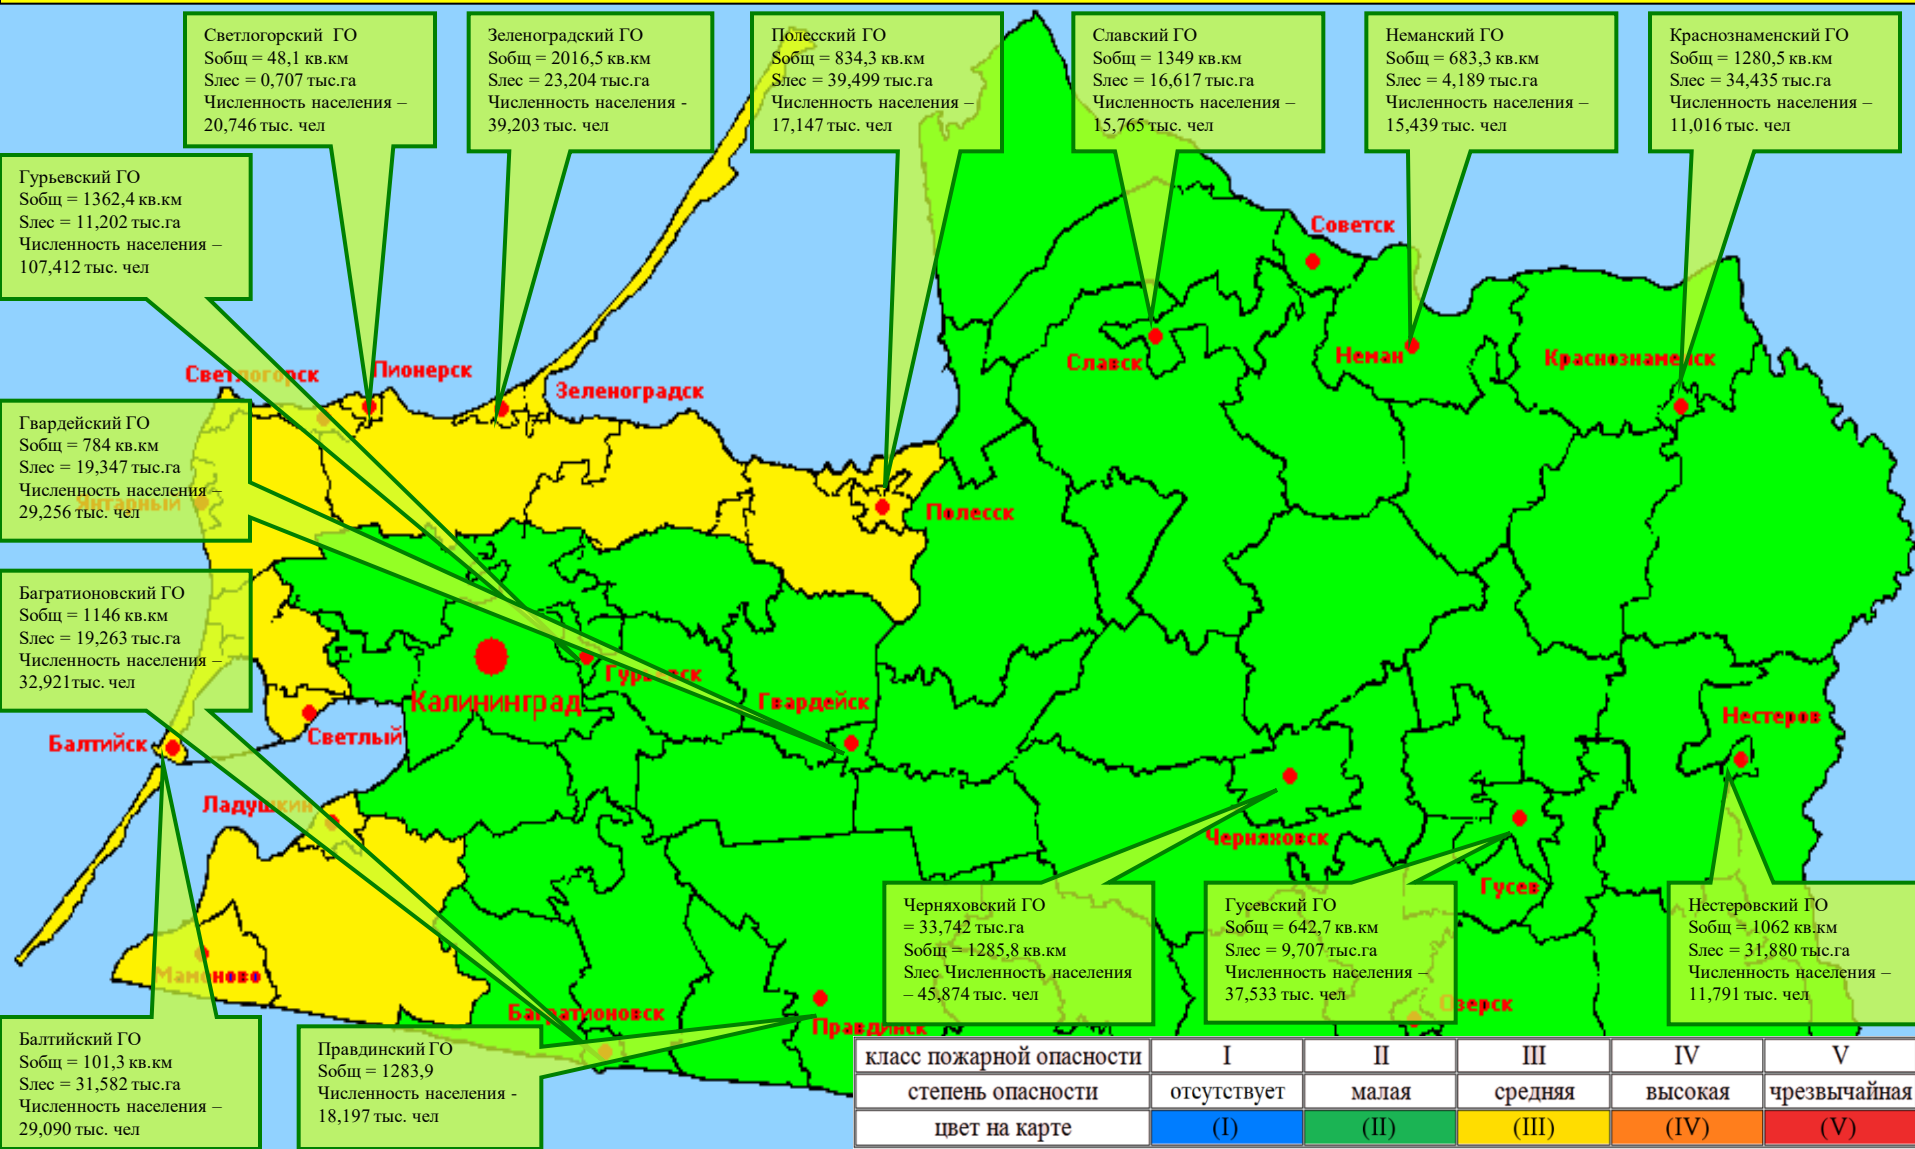 Светлогорский ГО
Sобщ = 48,1 кв.км
Sлес = 0,707 тыс.га
Численность населения –
20,746 тыс. чел
Зеленоградский ГО
Sобщ = 2016,5 кв.км
Sлес = 23,204 тыс.га
Численность населения -
39,203 тыс. чел
Полесский ГО
Sобщ = 834,3 кв.км
Sлес = 39,499 тыс.га
Численность населения –
17,147 тыс. чел
Славский ГО
Sобщ = 1349 кв.км
Sлес = 16,617 тыс.га
Численность населения –
15,765 тыс. чел
Неманский ГО
Sобщ = 683,3 кв.км
Sлес = 4,189 тыс.га
Численность населения –
15,439 тыс. чел
Краснознаменский ГО
Sобщ = 1280,5 кв.км
Sлес = 34,435 тыс.га
Численность населения –
11,016 тыс. чел
Гурьевский ГО
Sобщ = 1362,4 кв.км
Sлес = 11,202 тыс.га
Численность населения –
107,412 тыс. чел
Советск
Славск
Неман
Краснознаменск
Светлогорск
Пионерск
Зеленоградск
Гвардейский ГО
Sобщ = 784 кв.км
Sлес = 19,347 тыс.га
Численность населения –
29,256 тыс. чел
Янтарный
Полесск
Багратионовский ГО
Sобщ = 1146 кв.км
Sлес = 19,263 тыс.га
Численность населения –
32,921тыс. чел
Калининград
Гурьевск
Гвардейск
Нестеров
Балтийск
Светлый
Ладушкин
Черняховск
Гусев
Мамоново
Багратионовск
Правдинск
Озерск
Черняховский ГО
= 33,742 тыс.га
Sобщ = 1285,8 кв.км
Sлес Численность населения
– 45,874 тыс. чел
Гусевский ГО
Sобщ = 642,7 кв.км
Sлес = 9,707 тыс.га
Численность населения –
37,533 тыс. чел
Нестеровский ГО
Sобщ = 1062 кв.км
Sлес = 31,880 тыс.га
Численность населения –
11,791 тыс. чел
Балтийский ГО
Sобщ = 101,3 кв.км
Sлес = 31,582 тыс.га
Численность населения –
29,090 тыс. чел
Правдинский ГО
Sобщ = 1283,9
Численность населения -
18,197 тыс. чел
класс пожарной опасности I II III IV V
степень опасности отсутствует малая средняя высокая чрезвычайная
цвет на карте (I) (II) (III) (IV) (V)